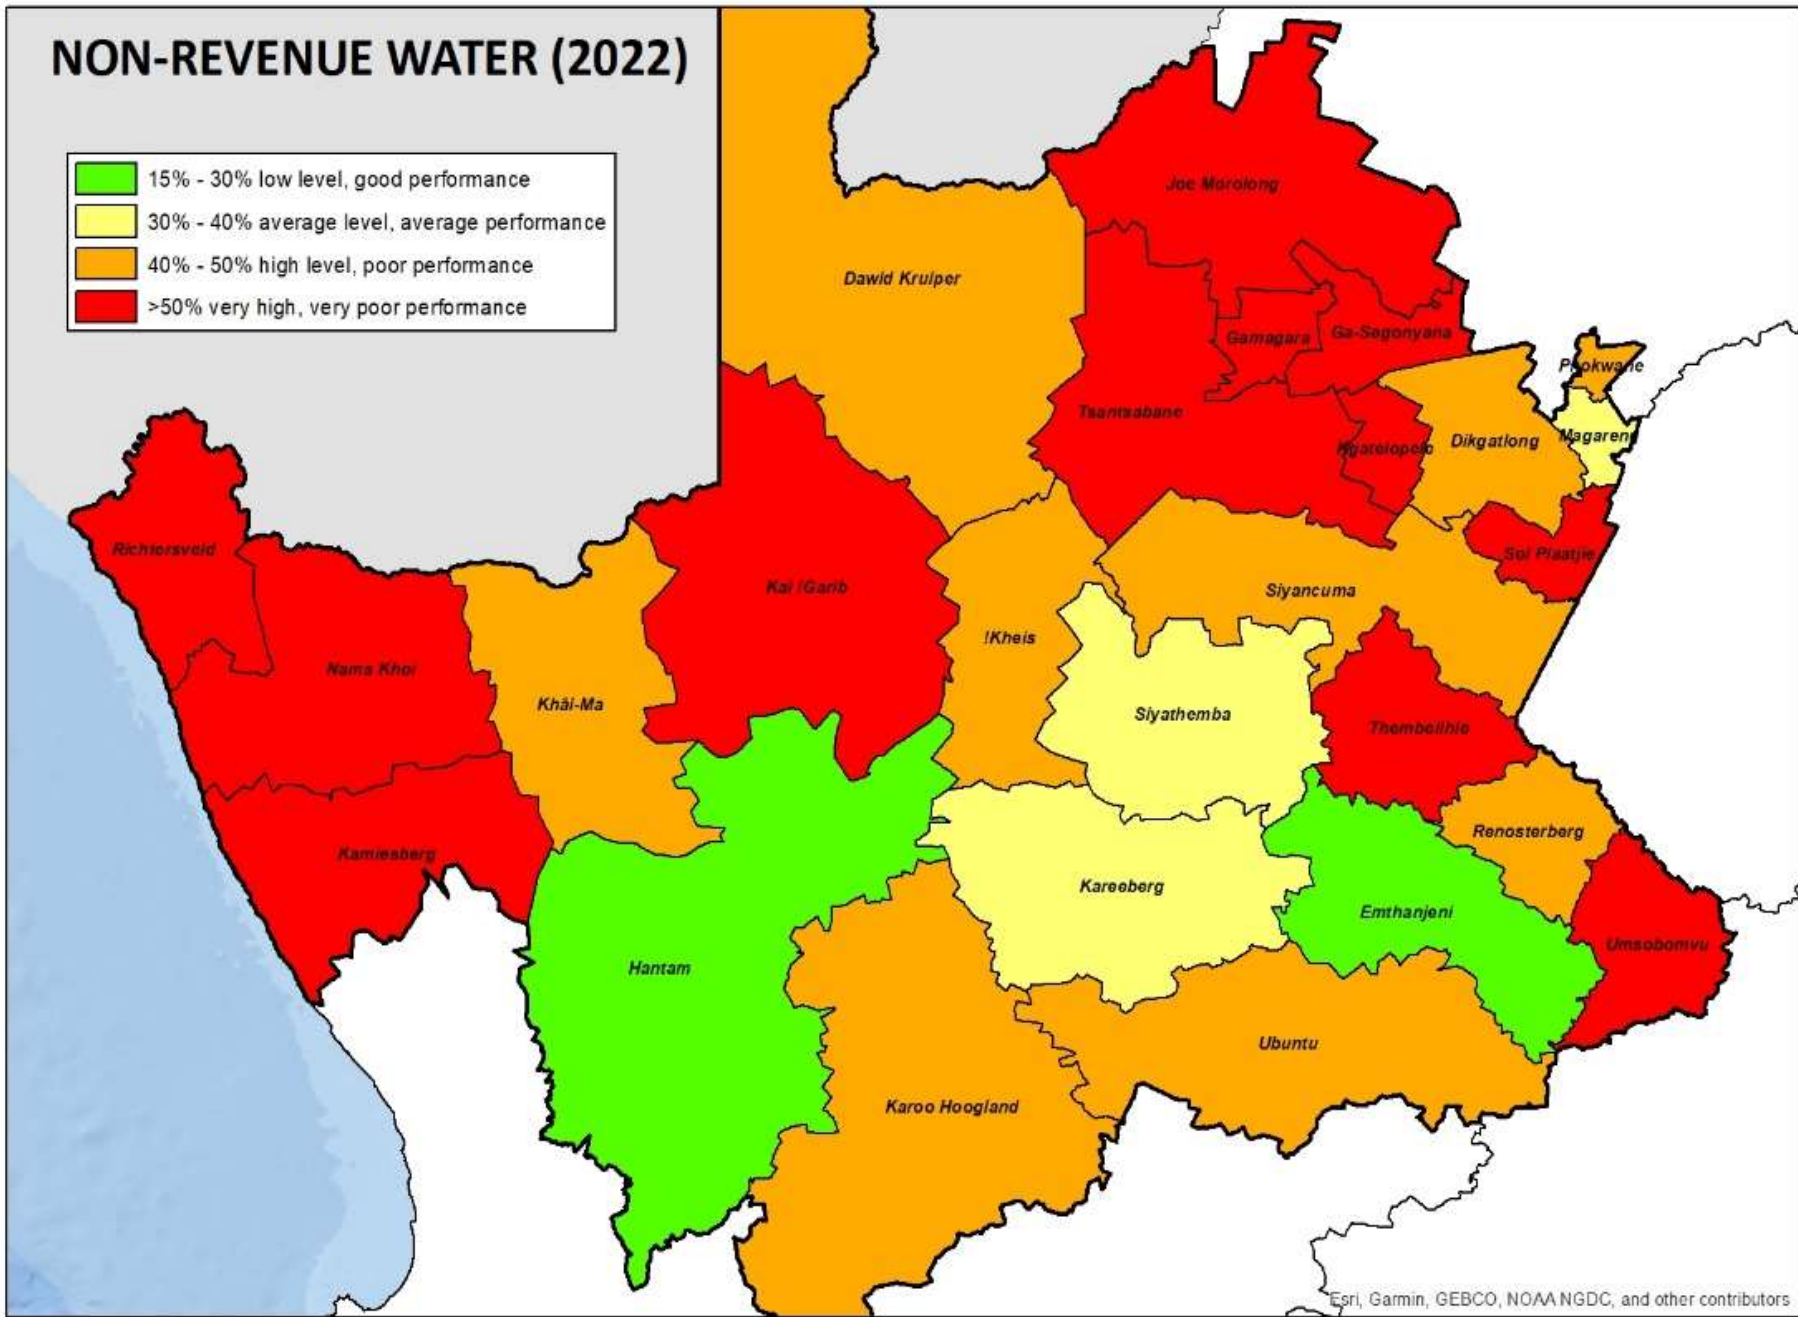 NON-REVENUE WATER (2022)
15% - 30% low level, good performance
30% - 40% average level, average performance
40% - 50% high level, poor performance
>50% very high, very poor performance
Joe Morolong
Dawid Kruiper
Gamagara
Ga-Segonyana
Phokwane
Tsantsabane
Kgatelopele
Dikgatlong
Magareng
Richtersveld
Sol Plaatjie
Kai !Garib
Siyancuma
!Kheis
Nama Khoi
Khâi-Ma
Siyathemba
Thembelihle
Renosterberg
Kamiesberg
Kareeberg
Emthanjeni
Umsobomvu
Hantam
Ubuntu
Karoo Hoogland
Esri, Garmin, GEBCO, NOAA NGDC, and other contributors